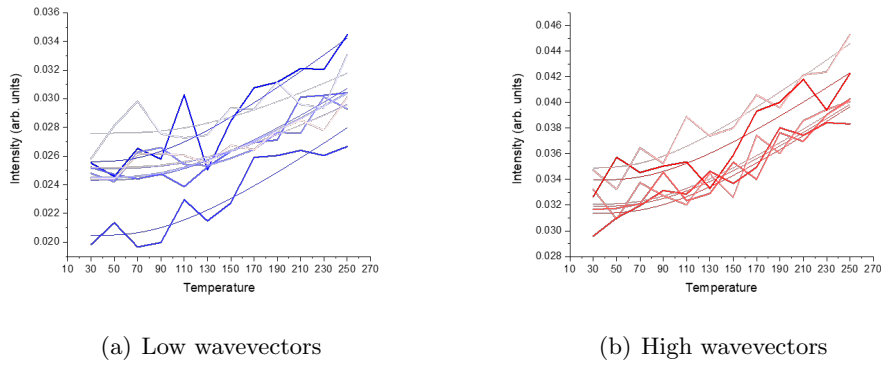 0.036
0.034
0.032
0.030
0.028
0.026
0.024
0.022
0.020
Intensity (arb. units)
10 30 50 70 90 110 130 150 170 190 210 230 250 270
Temperature
(a) Low wavevectors
0.046
0.044
0.042
0.040
0.038
0.036
0.034
0.032
0.030
0.028
Intensity (arb. units)
10 30 50 70 90 110 130 150 170 190 210 230 250 270
Temperature
(b) High wavevectors